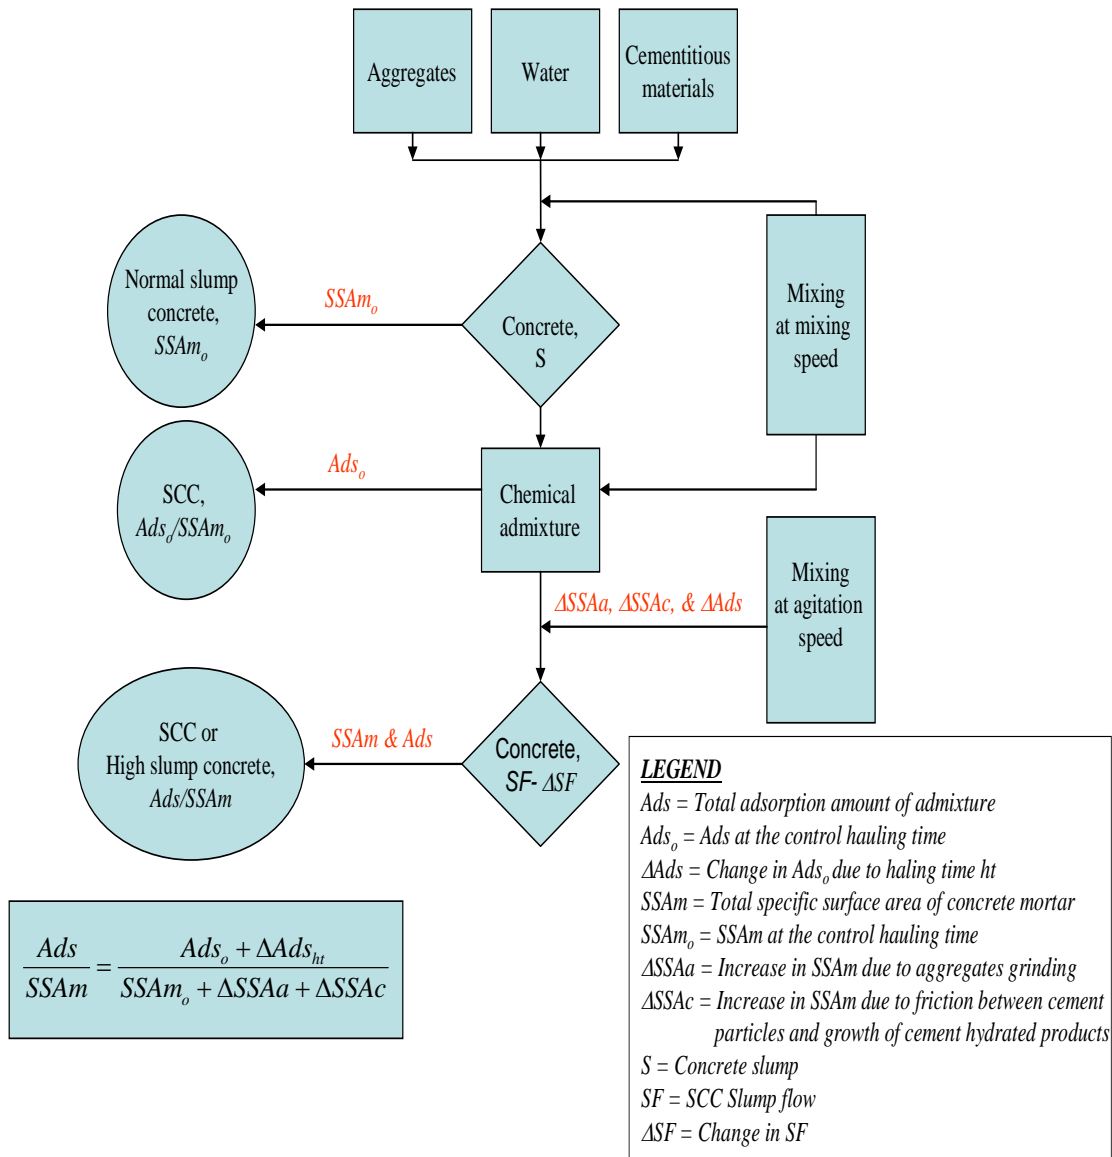 Aggregates
Water
Cementitious
materials
Normal slump
concrete,
SSAmₒ
SSAmₒ
Concrete,
S
Mixing
at mixing
speed
SCC,
Adsₒ/SSAmₒ
Adsₒ
Chemical
admixture
Mixing
at agitation
speed
ΔSSAa, ΔSSAc, & ΔAds
SCC or
High slump concrete,
Ads/SSAm
SSAm & Ads
Concrete,
SF- ΔSF
LEGEND
Ads = Total adsorption amount of admixture
Adsₒ = Ads at the control hauling time
ΔAds = Change in Adsₒ due to haling time ht
SSAm = Total specific surface area of concrete mortar
SSAmₒ = SSAm at the control hauling time
ΔSSAa = Increase in SSAm due to aggregates grinding
ΔSSAc = Increase in SSAm due to friction between cement
particles and growth of cement hydrated products
S = Concrete slump
SF = SCC Slump flow
ΔSF = Change in SF
Ads/SSAm = (Adsₒ + ΔAdsₕₜ)/(SSAmₒ + ΔSSAa + ΔSSAc)